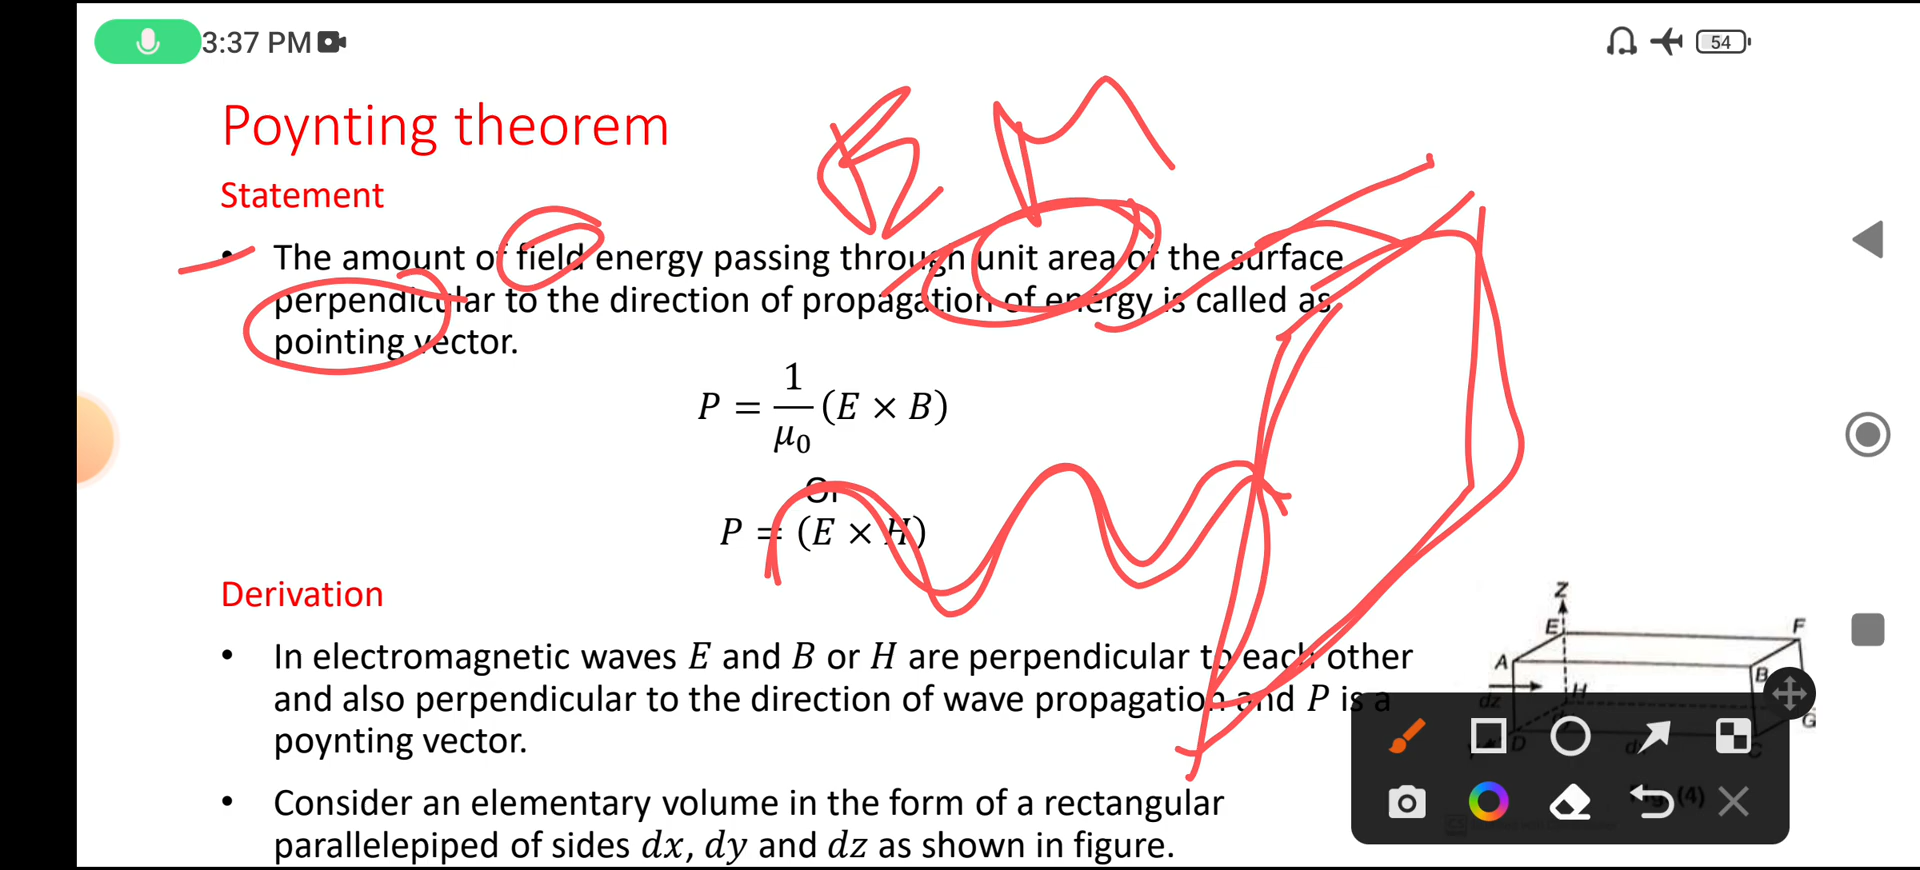 3:37 PM
54
Poynting theorem
Statement
• The amount of field energy passing through unit area of the surface
perpendicular to the direction of propagation of energy is called as
pointing vector.
P = 1/μ₀ (E × B)
Or
P = (E × H)
Derivation
• In electromagnetic waves E and B or H are perpendicular to each other
and also perpendicular to the direction of wave propagation and P is a
poynting vector.
• Consider an elementary volume in the form of a rectangular
parallelepiped of sides dx, dy and dz as shown in figure.
Z
E
F
A
B
H
dz
G
D
C
(4)